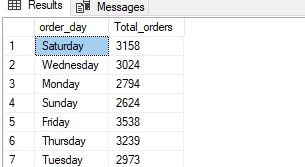 Results Messages
order_day Total_orders
1 Saturday 3158
2 Wednesday 3024
3 Monday 2794
4 Sunday 2624
5 Friday 3538
6 Thursday 3239
7 Tuesday 2973